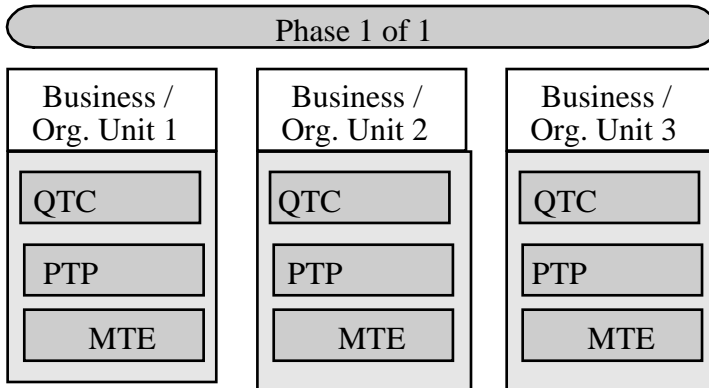 Phase 1 of 1
Business /
Org. Unit 1
QTC
PTP
MTE
Business /
Org. Unit 2
QTC
PTP
MTE
Business /
Org. Unit 3
QTC
PTP
MTE